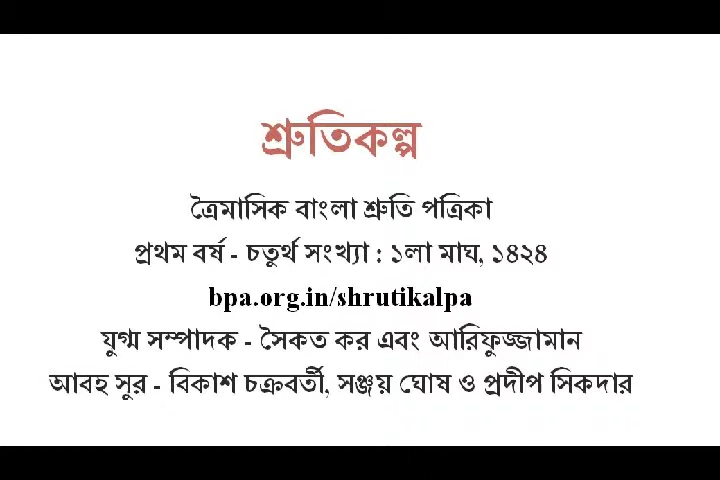 শ্রুতিকল্প
ত্রৈমাসিক বাংলা শ্রুতি পত্রিকা
প্রথম বর্ষ - চতুর্থ সংখ্যা : ১লা মাঘ, ১৪২৪
bpa.org.in/shrutikalpa
যুগ্ম সম্পাদক - সৈকত কর এবং আরিফুজ্জামান
আবহ সুর - বিকাশ চক্রবর্তী, সঞ্জয় ঘোষ ও প্রদীপ সিকদার